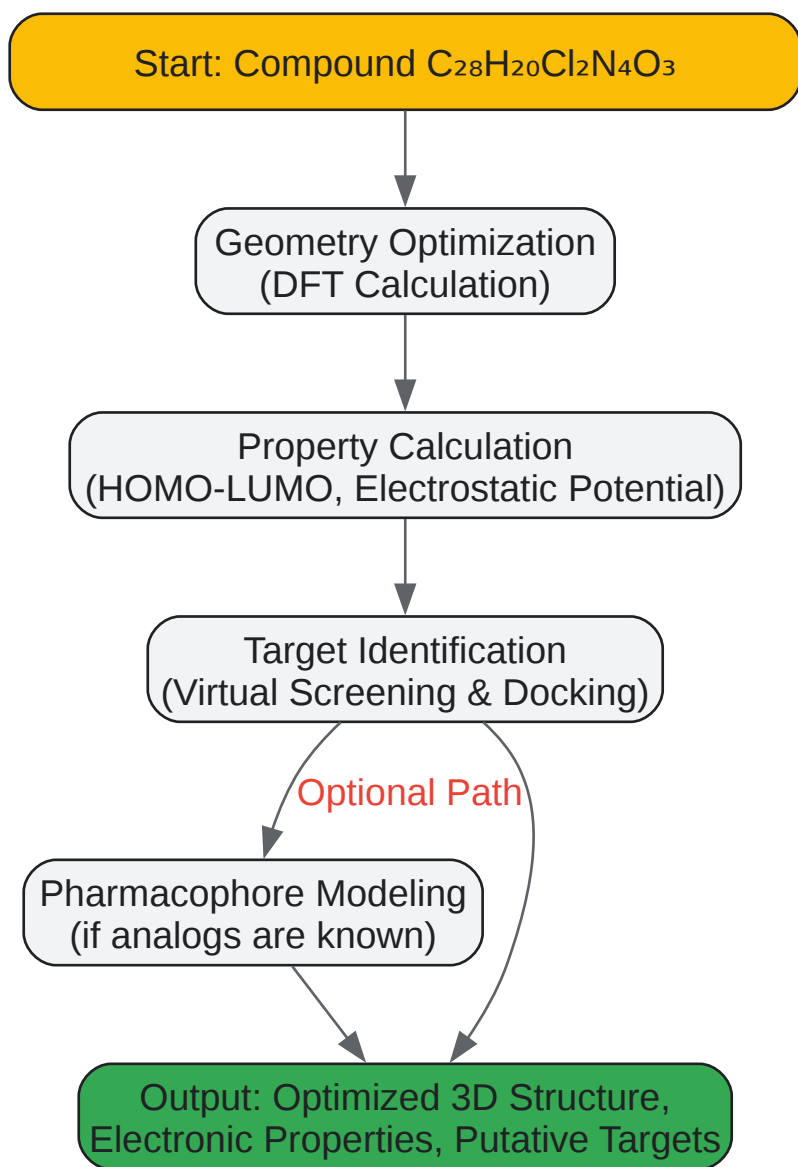 Start: Compound C₂₈H₂₀Cl₂N₄O₃
Geometry Optimization
(DFT Calculation)
Property Calculation
(HOMO-LUMO, Electrostatic Potential)
Target Identification
(Virtual Screening & Docking)
Optional Path
Pharmacophore Modeling
(if analogs are known)
Output: Optimized 3D Structure,
Electronic Properties, Putative Targets